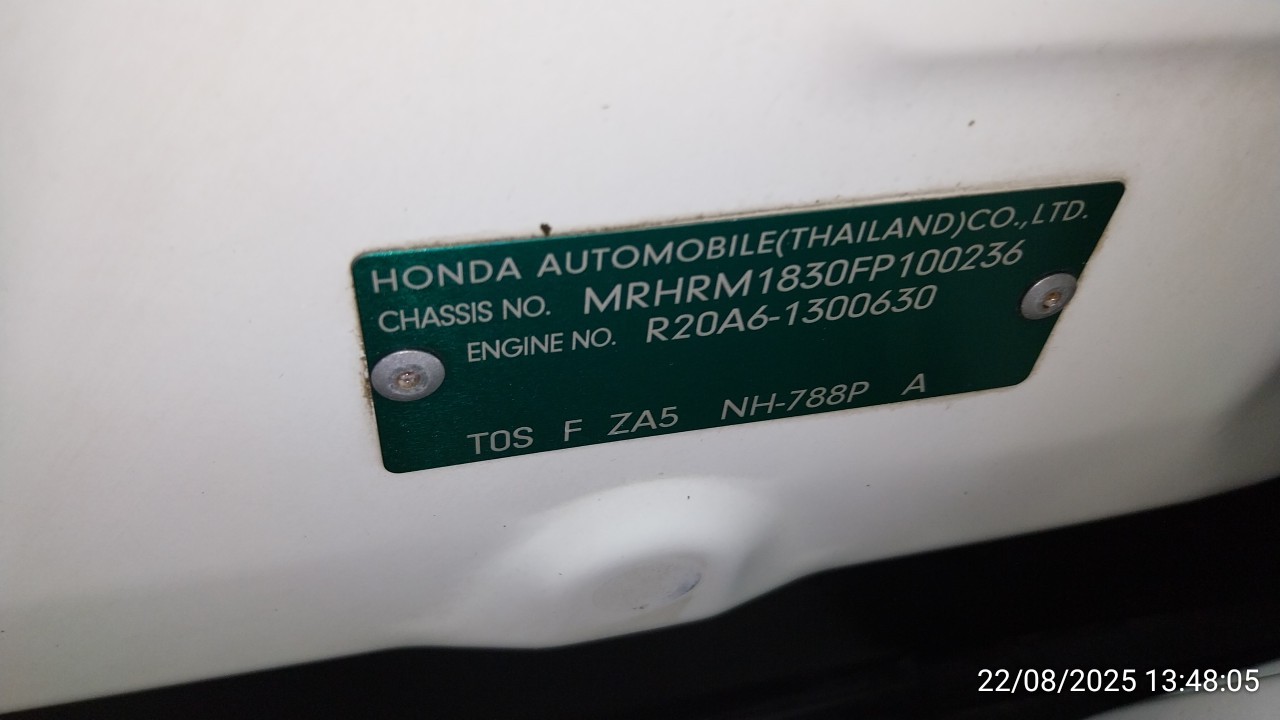 HONDA AUTOMOBILE(THAILAND)CO.,LTD.
CHASSIS NO. MRHRM1830FP100236
ENGINE NO. R20A6-1300630
T0S F ZA5 NH-788P A
22/08/2025 13:48:05